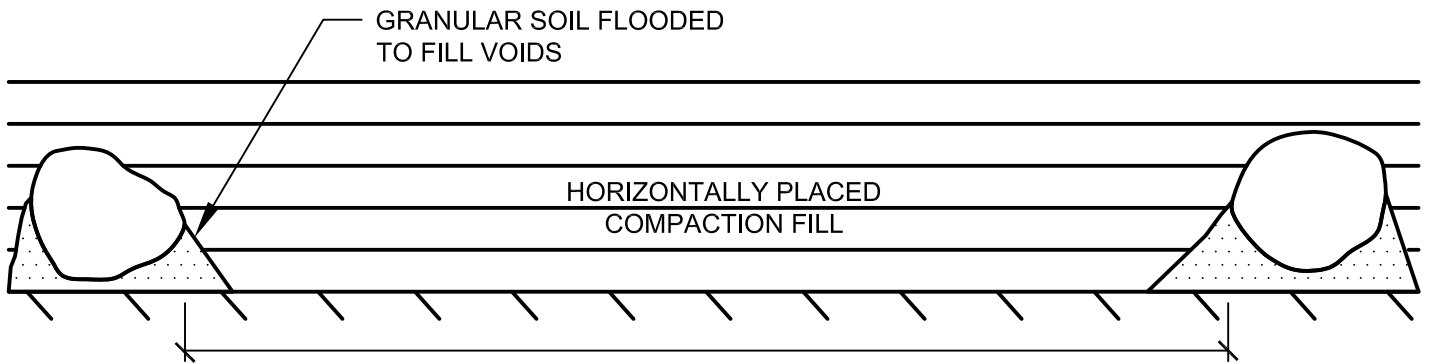 GRANULAR SOIL FLOODED
TO FILL VOIDS
HORIZONTALLY PLACED
COMPACTION FILL